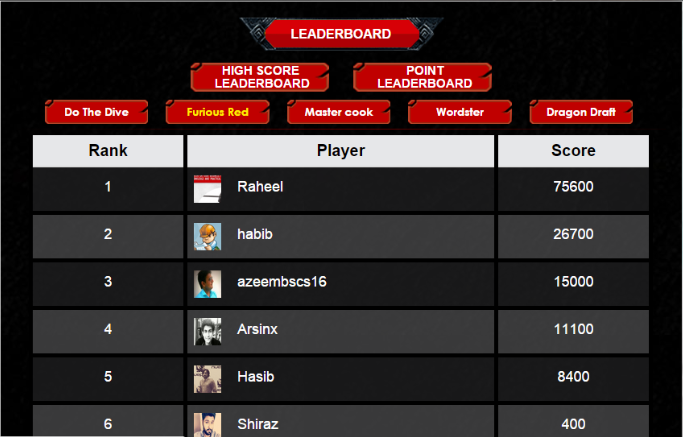 LEADERBOARD
HIGH SCORE
LEADERBOARD
POINT
LEADERBOARD
Do The Dive Furious Red Master cook Wordster Dragon Draft
Rank Player Score
1 Raheel 75600
2 habib 26700
3 azeembscs16 15000
4 Arsinx 11100
5 Hasib 8400
6 Shiraz 400